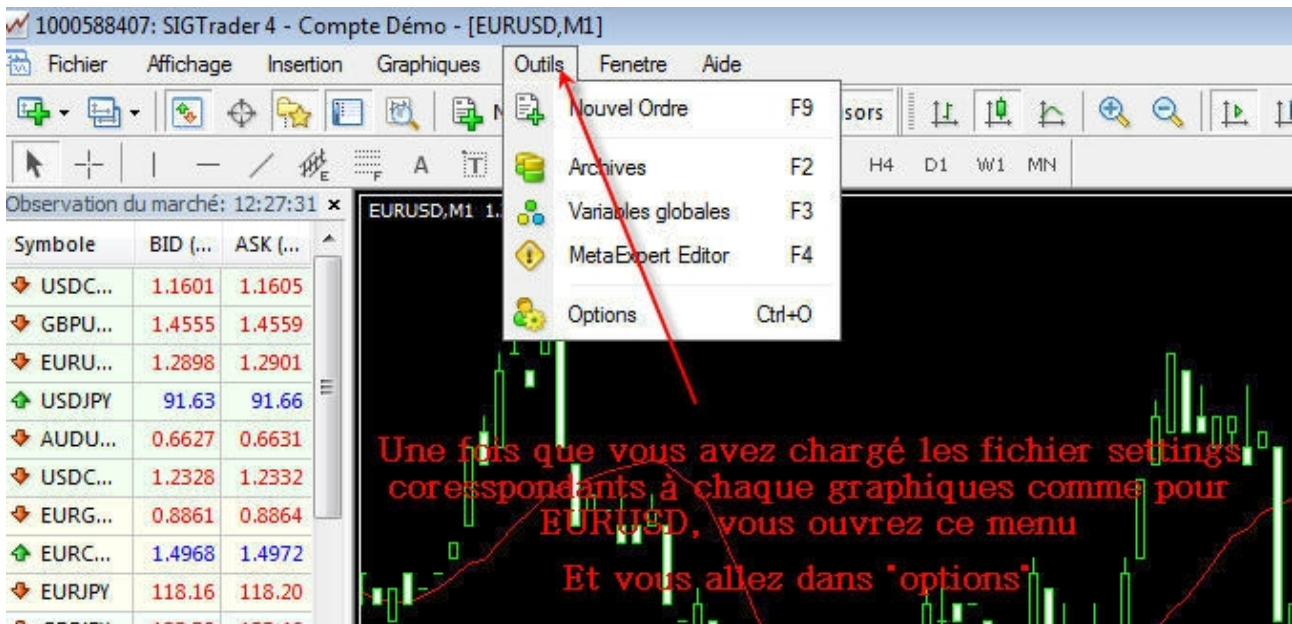 1000588407: SIGTrader 4 - Compte Démo - [EURUSD,M1]
Fichier Affichage Insertion Graphiques Outils Fenetre Aide
Nouvel Ordre F9
Archives F2
Variables globales F3
MetaExpert Editor F4
Options Ctrl+O
A T
E F
H4 D1 W1 MN
Observation du marché: 12:27:31
Symbole BID (... ASK (...
USDC... 1.1601 1.1605
GBPU... 1.4555 1.4559
EURU... 1.2898 1.2901
USDJPY 91.63 91.66
AUDU... 0.6627 0.6631
USDC... 1.2328 1.2332
EURG... 0.8861 0.8864
EURC... 1.4968 1.4972
EURJPY 118.16 118.20
EURUSD,M1
Une fois que vous avez chargé les fichier settings
coresspondants à chaque graphiques comme pour
EURUSD, vous ouvrez ce menu
Et vous allez dans "options"